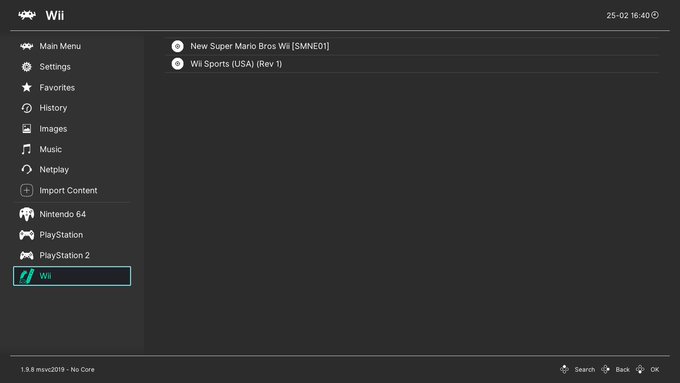 Wii
25-02 16:40
Main Menu
Settings
Favorites
History
Images
Music
Netplay
Import Content
Nintendo 64
PlayStation
PlayStation 2
Wii
New Super Mario Bros Wii [SMNE01]
Wii Sports (USA) (Rev 1)
1.9.8 msvc2019 - No Core
Search
Back
OK